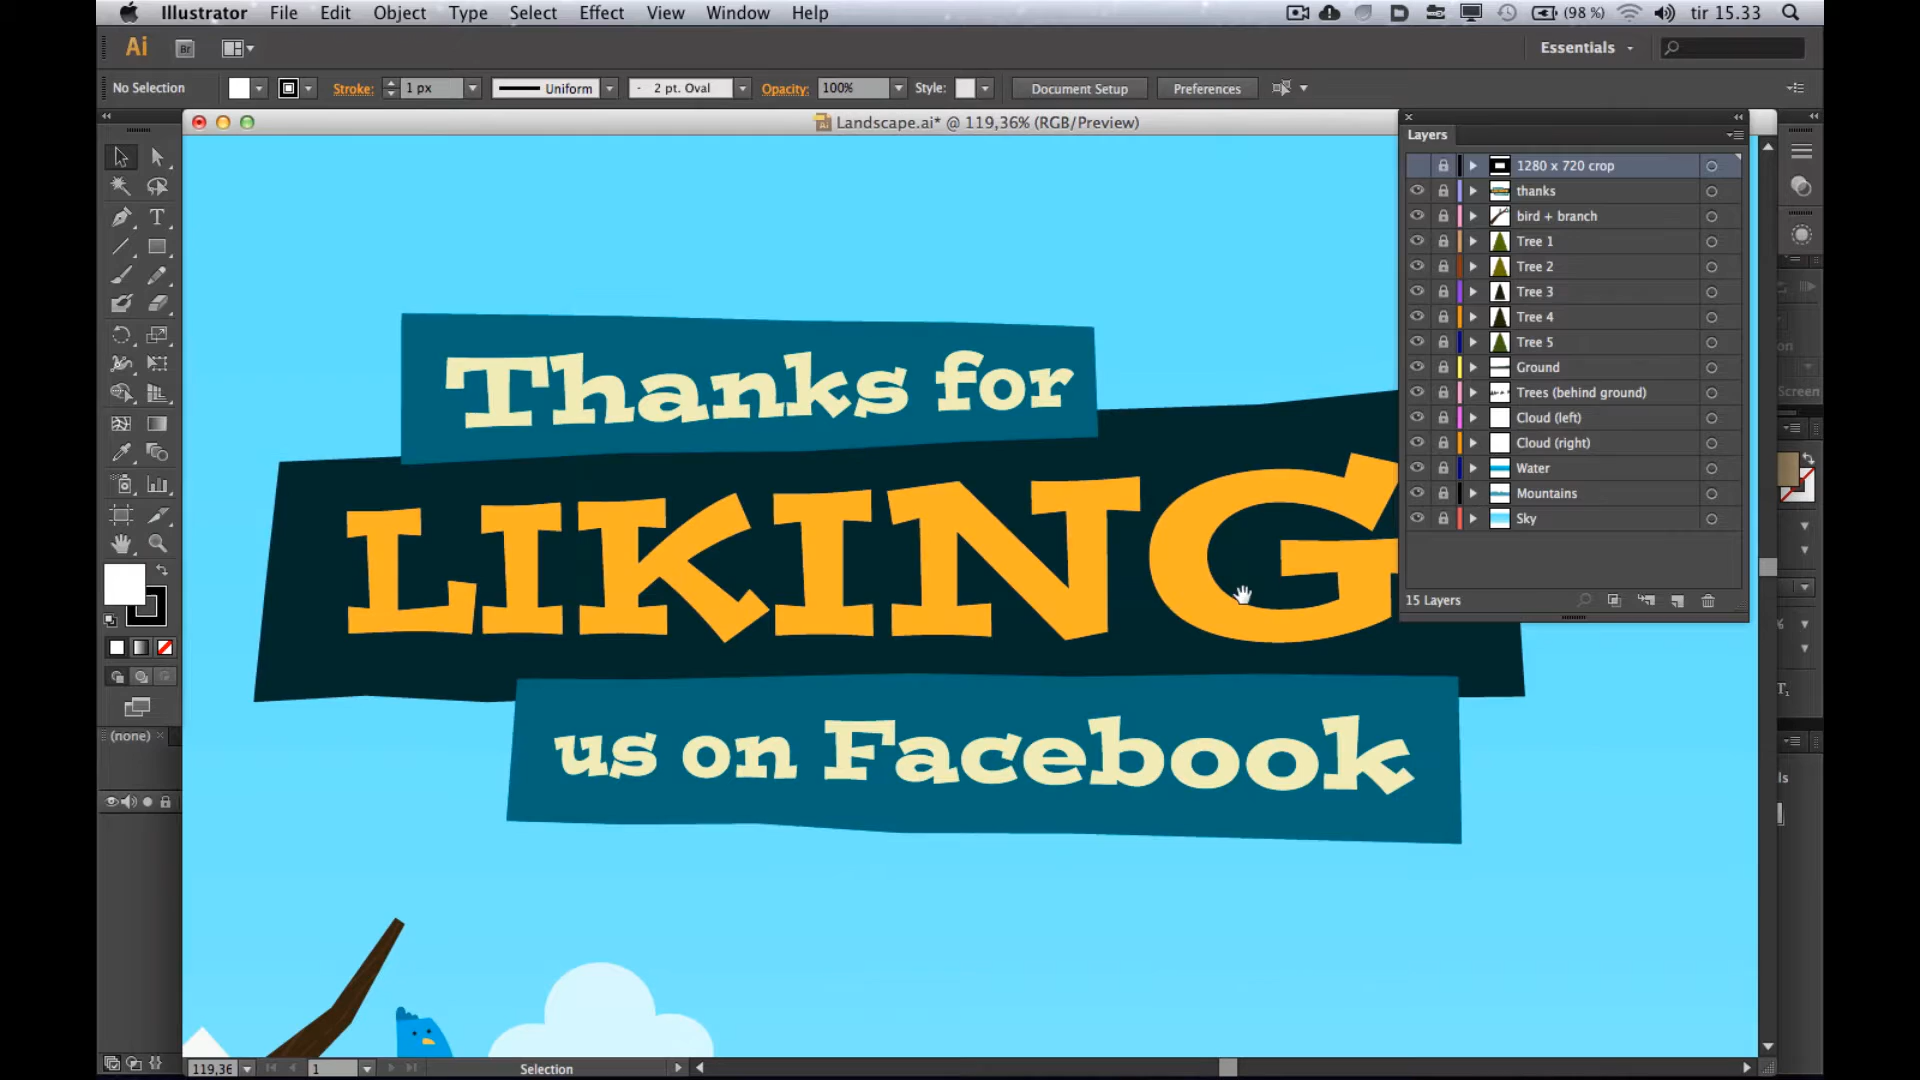 Illustrator File Edit Object Type Select Effect View Window Help (98 %) tir 15.33
Ai Br Essentials
No Selection Stroke: 1 px Uniform 2 pt. Oval Opacity: 100% Style: Document Setup Preferences
Landscape.ai* @ 119,36% (RGB/Preview)
Layers
1280 x 720 crop
thanks
bird + branch
Tree 1
Tree 2
Tree 3
Tree 4
Tree 5
Ground
Trees (behind ground)
Cloud (left)
Cloud (right)
Water
Mountains
Sky
15 Layers
Thanks for
LIKING
us on Facebook
(none)
119,36 1 Selection